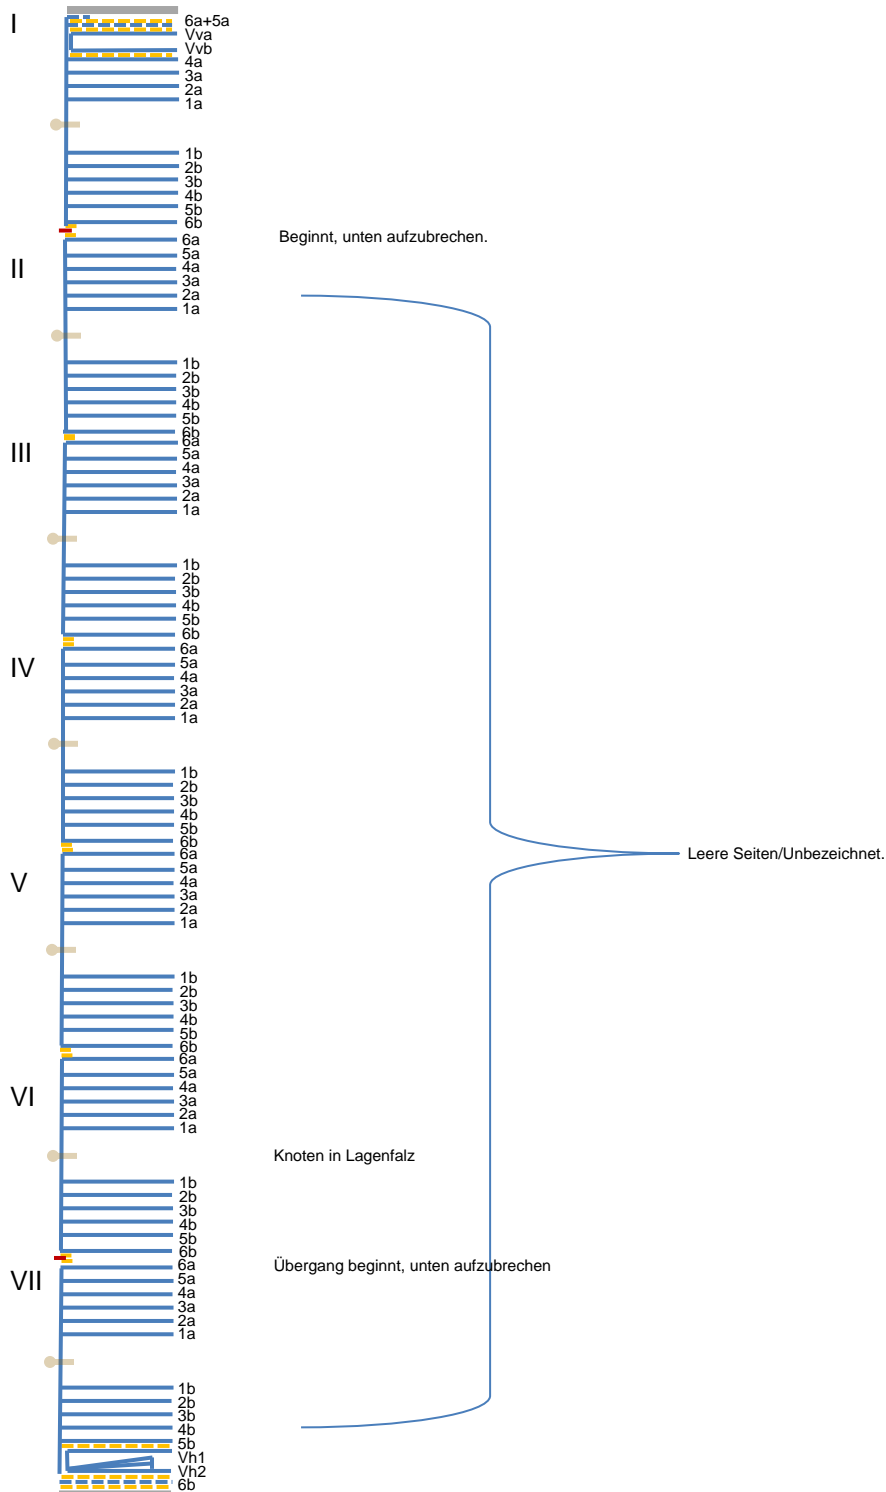 I
6a+5a
Vva
Vvb
4a
3a
2a
1a
1b
2b
3b
4b
5b
6b
Beginnt, unten aufzubrechen.
6a
5a
II
4a
3a
2a
1a
1b
2b
3b
4b
5b
6b
6a
III
5a
4a
3a
2a
1a
1b
2b
3b
4b
5b
6b
6a
IV
5a
4a
3a
2a
1a
1b
2b
3b
4b
5b
6b
6a
Leere Seiten/Unbezeichnet.
V
5a
4a
3a
2a
1a
1b
2b
3b
4b
5b
6b
6a
5a
VI
4a
3a
2a
1a
Knoten in Lagenfalz
1b
2b
3b
4b
5b
6b
6a
Übergang beginnt, unten aufzubrechen
VII
5a
4a
3a
2a
1a
1b
2b
3b
4b
5b
Vh1
Vh2
6b